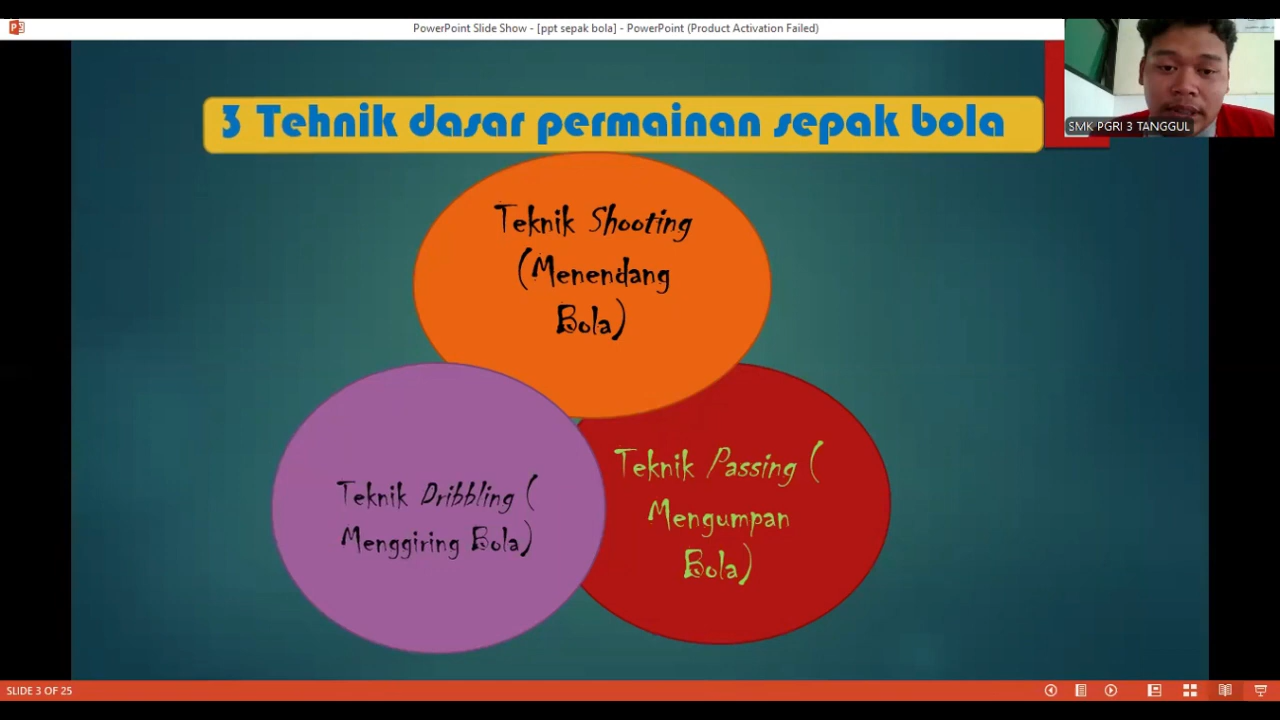 PowerPoint Slide Show - [ppt sepak bola] - PowerPoint (Product Activation Failed)
SMK PGRI 3 TANGGUL
3 Tehnik dasar permainan sepak bola
Teknik Shooting
(Menendang
Bola)
Teknik Dribbling (
Menggiring Bola)
Teknik Passing (
Mengumpan
Bola)
SLIDE 3 OF 25